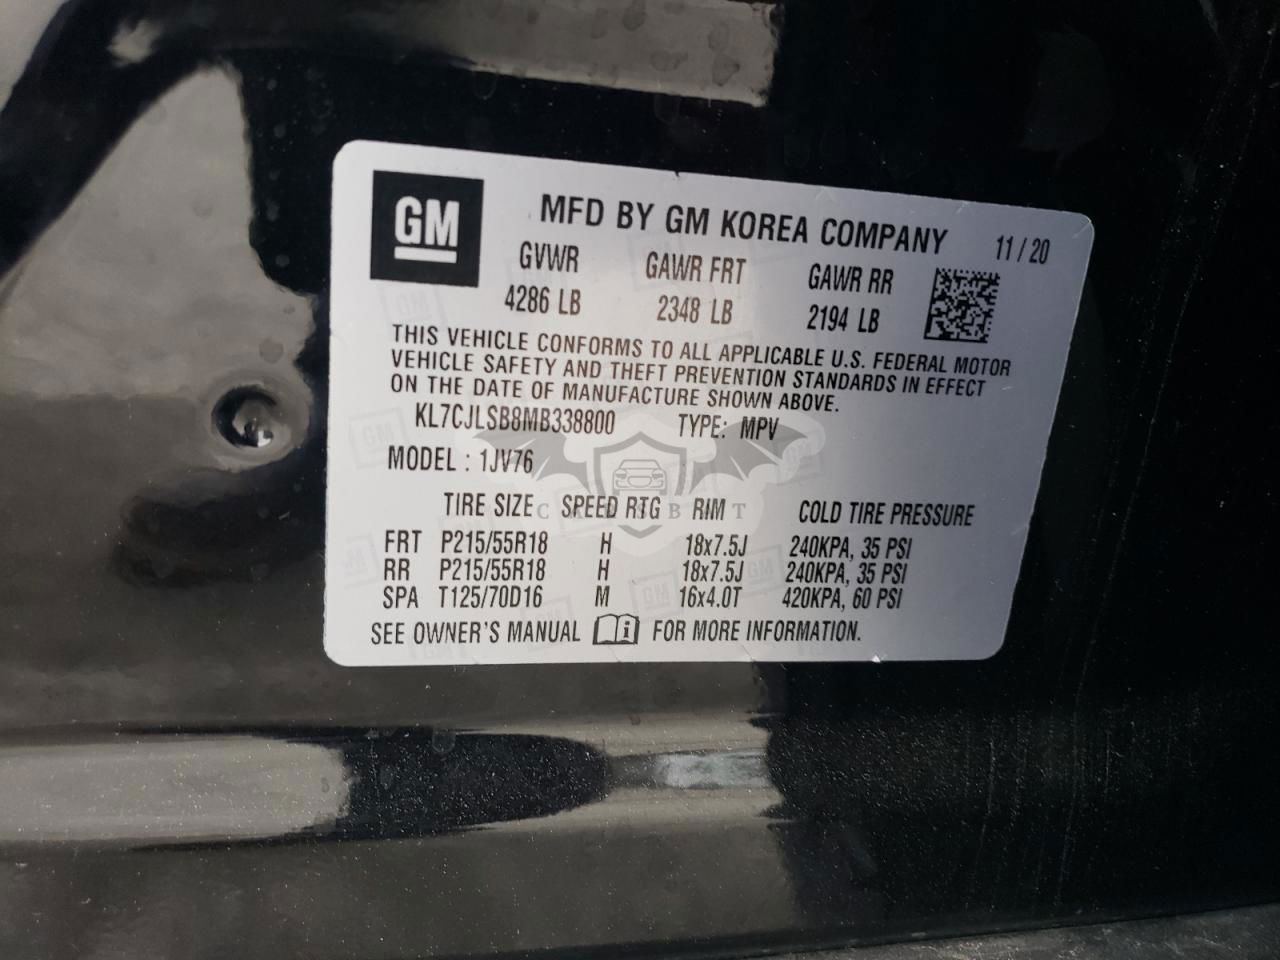 GM
MFD BY GM KOREA COMPANY 11/20
GVWR GAWR FRT GAWR RR
4286 LB 2348 LB 2194 LB
THIS VEHICLE CONFORMS TO ALL APPLICABLE U.S. FEDERAL MOTOR
VEHICLE SAFETY AND THEFT PREVENTION STANDARDS IN EFFECT
ON THE DATE OF MANUFACTURE SHOWN ABOVE.
KL7CJLSB8MB338800 TYPE: MPV
MODEL : 1JV76
TIRE SIZE SPEED RTG RIM COLD TIRE PRESSURE
FRT P215/55R18 H 18x7.5J 240KPA, 35 PSI
RR P215/55R18 H 18x7.5J 240KPA, 35 PSI
SPA T125/70D16 M 16x4.0T 420KPA, 60 PSI
SEE OWNER'S MANUAL i FOR MORE INFORMATION.